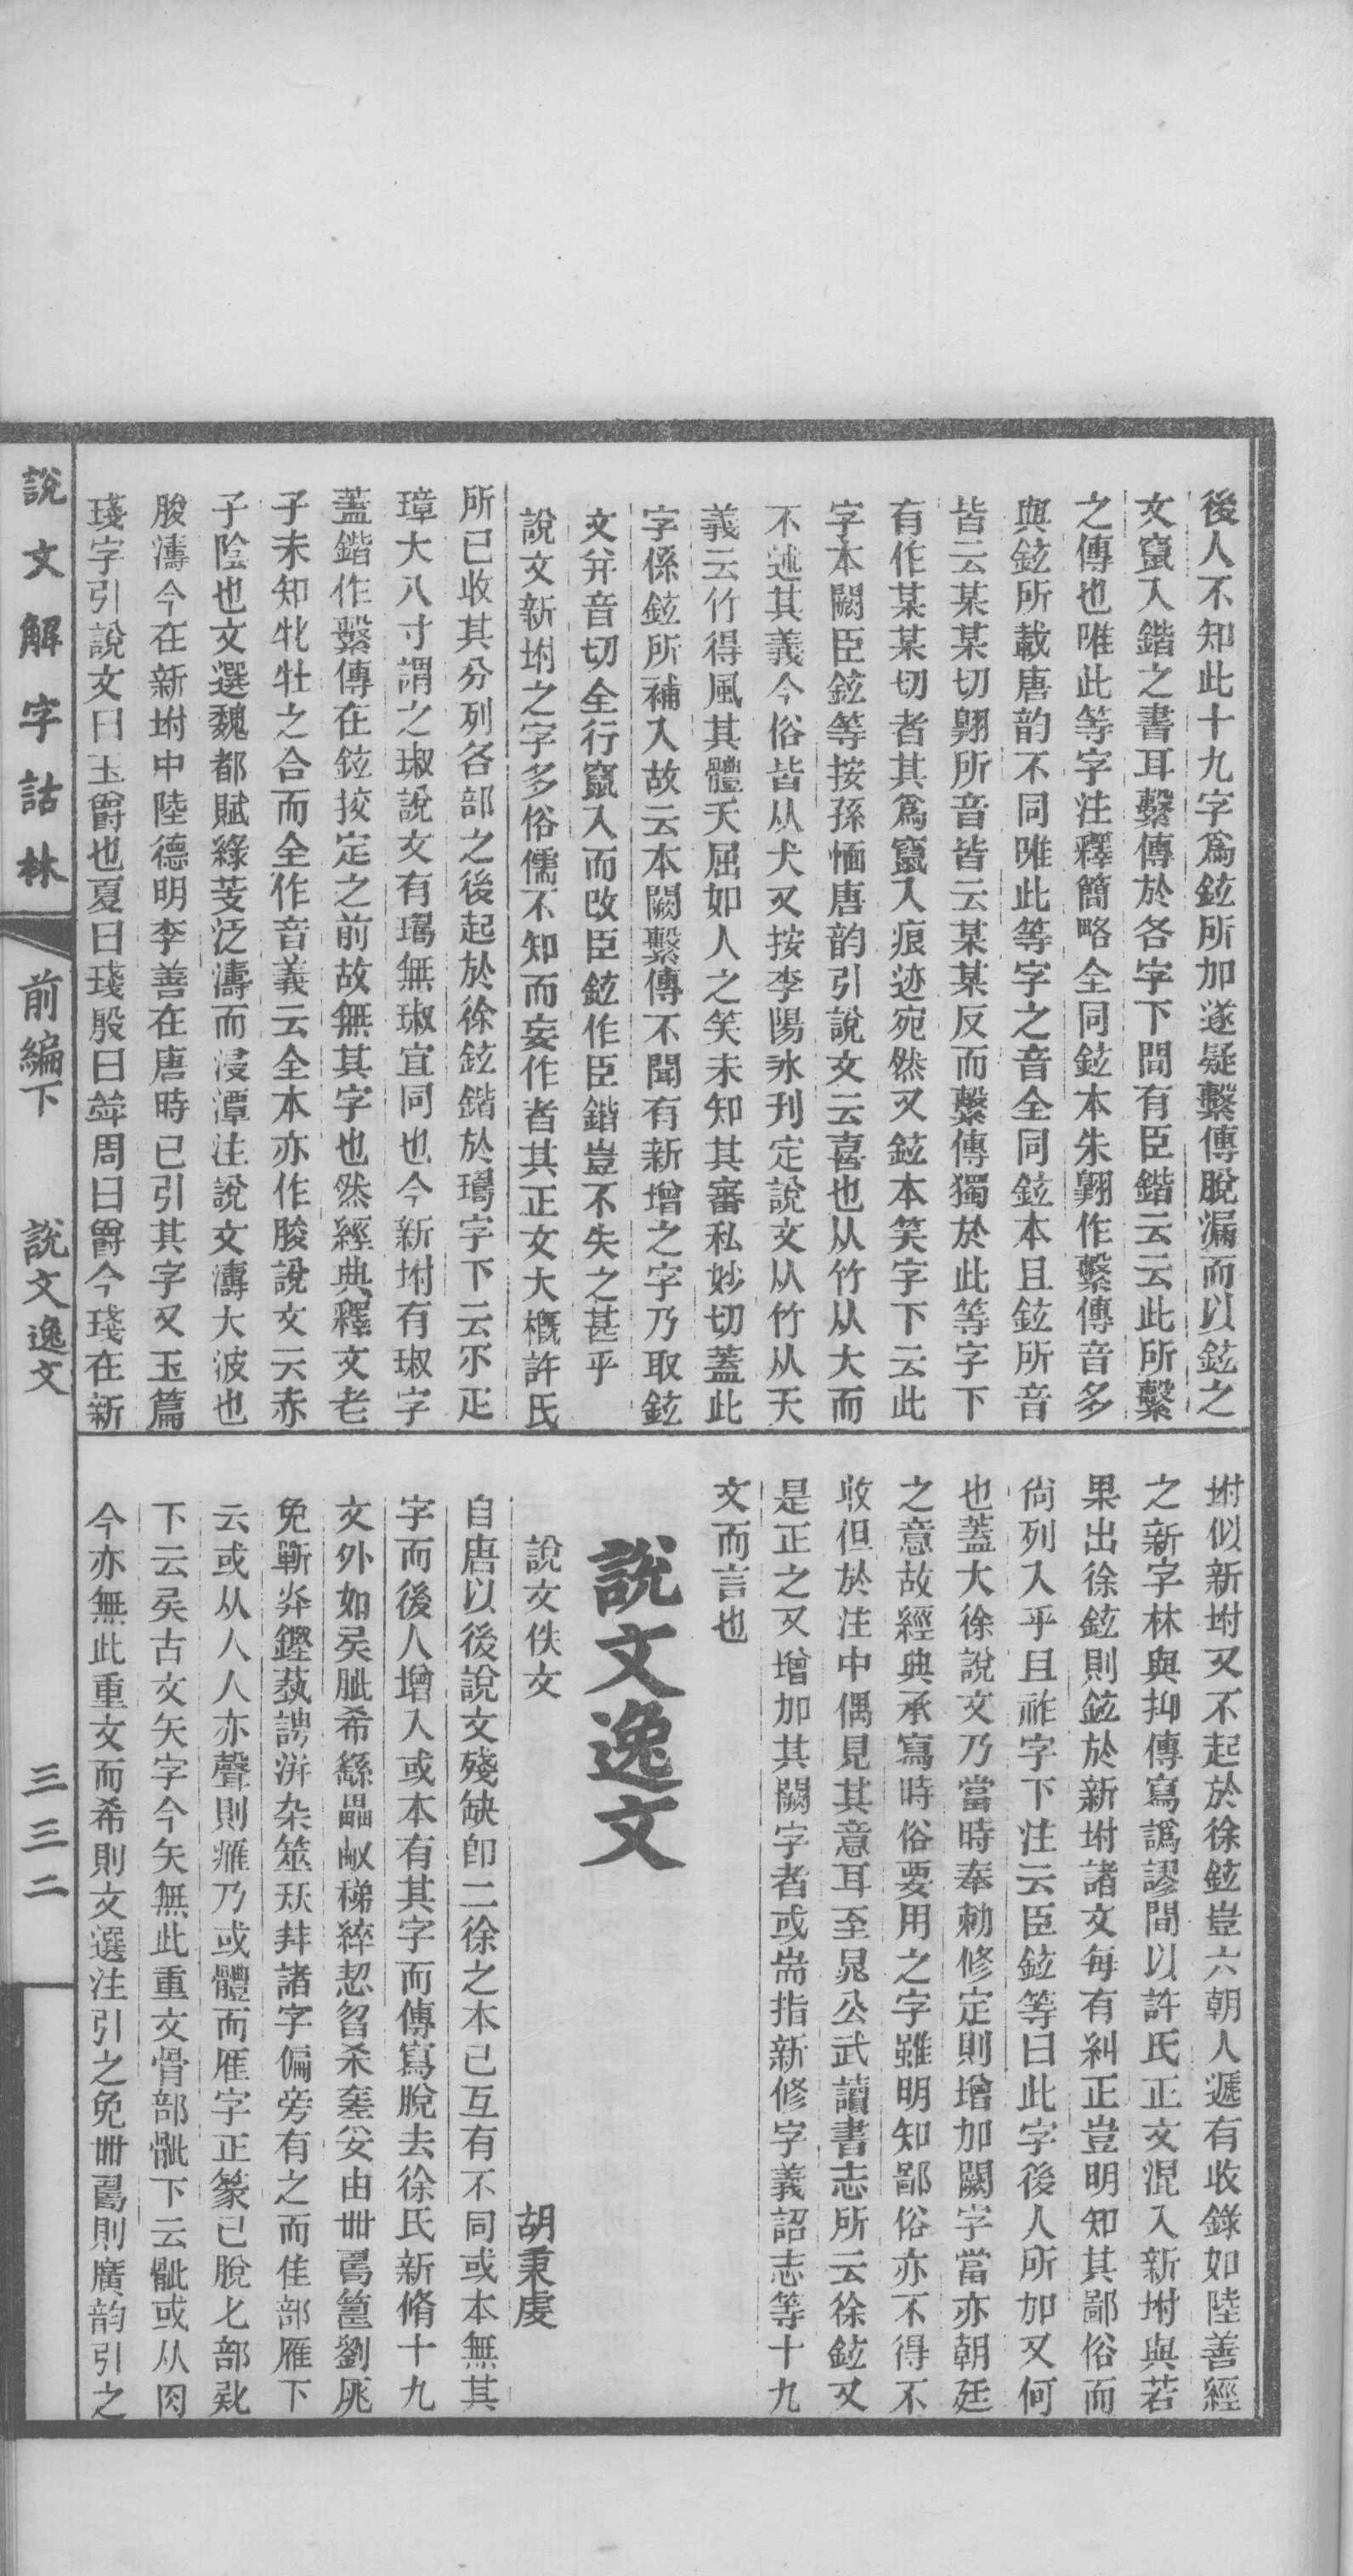 後人不知此十九字爲鉉所加遂疑繫傳脫漏而以鉉之
文竄入鍇之書耳繫傳於各字下間有臣鍇云云此所繫
之傳也唯此等字注釋簡略全同鉉本朱翺作繫傳音多
與鉉所載唐韵不同唯此等字之音全同鉉本且鉉所音
皆云某某切翺所音皆云某某反而繫傳獨於此等字下
有作某某切者其爲竄入痕迹宛然又鉉本笑字下云此
字本闕臣鉉等按孫愐唐韵引說文云喜也从竹从犬而
不述其義今俗皆从犬又按李陽冰刊定說文从竹从夭
義云竹得風其體夭屈如人之笑未知其審私妙切蓋此
字係鉉所補入故云本闕繫傳不聞有新增之字乃取鉉
文幷音切全行竄入而改臣鉉作臣鍇豈不失之甚乎
說文新坿之字多俗儒不知而妄作者其正文大槪許氏
所已收其分列各部之後起於徐鉉鍇於璹字下云尒疋
璋大八寸謂之琡說文有璹無琡宜同也今新坿有琡字
蓋鍇作繫傳在鉉挍定之前故無其字也然經典釋文老
子未知牝牡之合而全作音義云全本亦作朘說文云赤
子陰也文選魏都賦綠芰泛濤而浸潭注說文濤大波也
朘濤今在新坿中陸德明李善在唐時已引其字又玉篇
琖字引說文曰玉爵也夏曰琖殷曰斚周曰爵今琖在新
坿似新坿又不起於徐鉉豈六朝人遞有收錄如陸善經
之新字林與抑傳寫譌謬間以許氏正文混入新坿與若
果出徐鉉則鉉於新坿諸文每有糾正豈明知其鄙俗而
尙列入乎且祚字下注云臣鉉等曰此字後人所加又何
也蓋大徐說文乃當時奉勅修定則增加闕字當亦朝廷
之意故經典承寫時俗要用之字雖明知鄙俗亦不得不
收但於注中偶見其意耳至晁公武讀書志所云徐鉉又
是正之又增加其闕字者或耑指新修字義詔志等十九
文而言也
說文逸文
說文佚文
胡秉虔
自唐以後說文殘缺卽二徐之本已互有不同或本無其
字而後人增入或本有其字而傳寫脫去徐氏新脩十九
文外如㠱胝希繇畾㕞稊綷㓞曶㣇𡍮妥由卌𠷎簋劉庣
免斵弅鏗蓺謭洴朵筮珁拜諸字偏旁有之而隹部雁下
云或从人人亦聲則癕乃或體而雁字正篆已脫匕部𠤗
下云㠱古文矢字今矢無此重文骨部骴下云骴或从肉
今亦無此重文而希則文選注引之免卌𠷎則廣韵引之
說文解字詁林
前編下
說文逸文
三三二